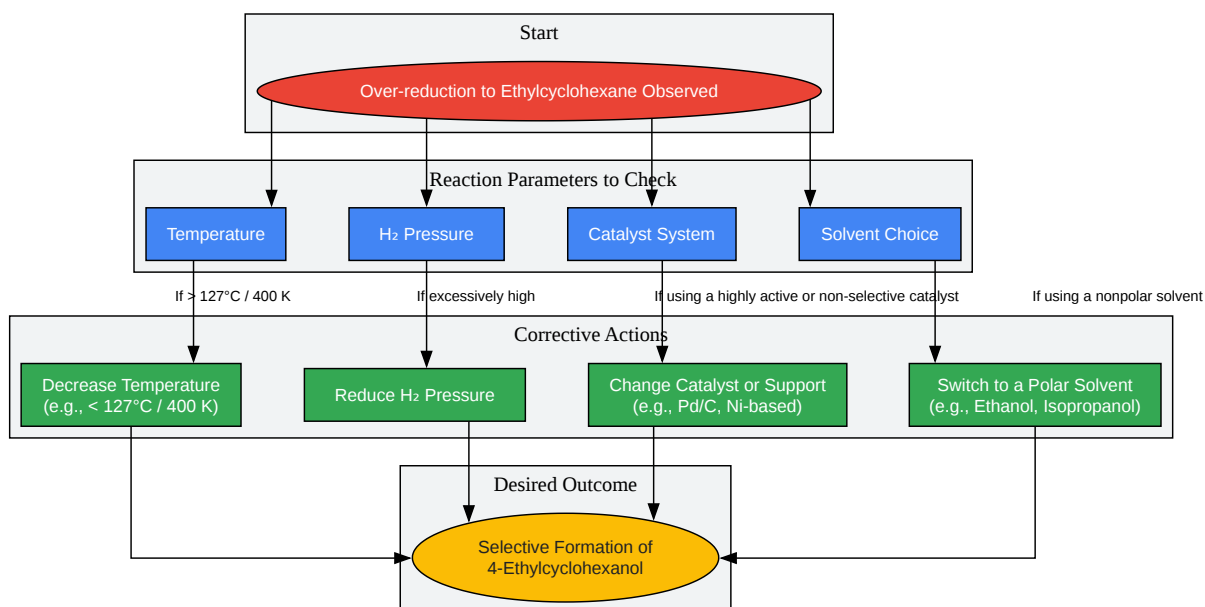 Start
Over-reduction to Ethylcyclohexane Observed
Reaction Parameters to Check
Temperature
H₂ Pressure
Catalyst System
Solvent Choice
If > 127°C / 400 K
If excessively high
If using a highly active or non-selective catalyst
If using a nonpolar solvent
Corrective Actions
Decrease Temperature
(e.g., < 127°C / 400 K)
Reduce H₂ Pressure
Change Catalyst or Support
(e.g., Pd/C, Ni-based)
Switch to a Polar Solvent
(e.g., Ethanol, Isopropanol)
Desired Outcome
Selective Formation of
4-Ethylcyclohexanol